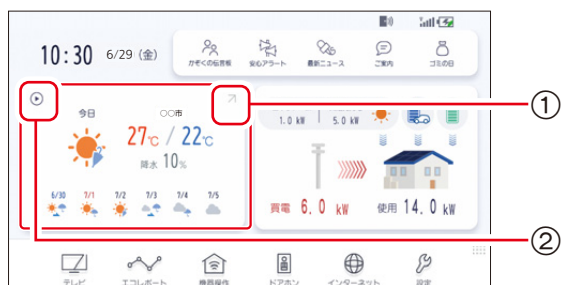 0
10:30 6/29 (金)
かぞくの伝言板 安心アラート 最新ニュース ご案内 ゴミの日
今日 ○○市
27℃ / 22℃
降水 10%
6/30 7/1 7/2 7/3 7/4 7/5
1.0 kW 5.0 kW
買電 6.0 kW 使用 14.0 kW
テレビ エコレポート 機器操作 ドアホン インターネット 設定
①
②